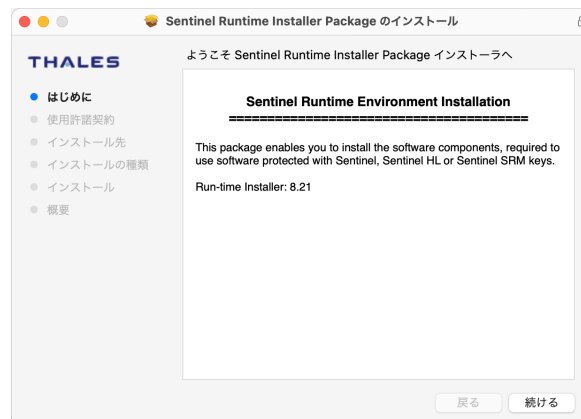 Sentinel Runtime Installer Package のインストール
THALES
ようこそ Sentinel Runtime Installer Package インストーラへ
はじめに
使用許諾契約
インストール先
インストールの種類
インストール
概要
Sentinel Runtime Environment Installation
=======================================
This package enables you to install the software components, required to
use software protected with Sentinel, Sentinel HL or Sentinel SRM keys.
Run-time Installer: 8.21
戻る
続ける